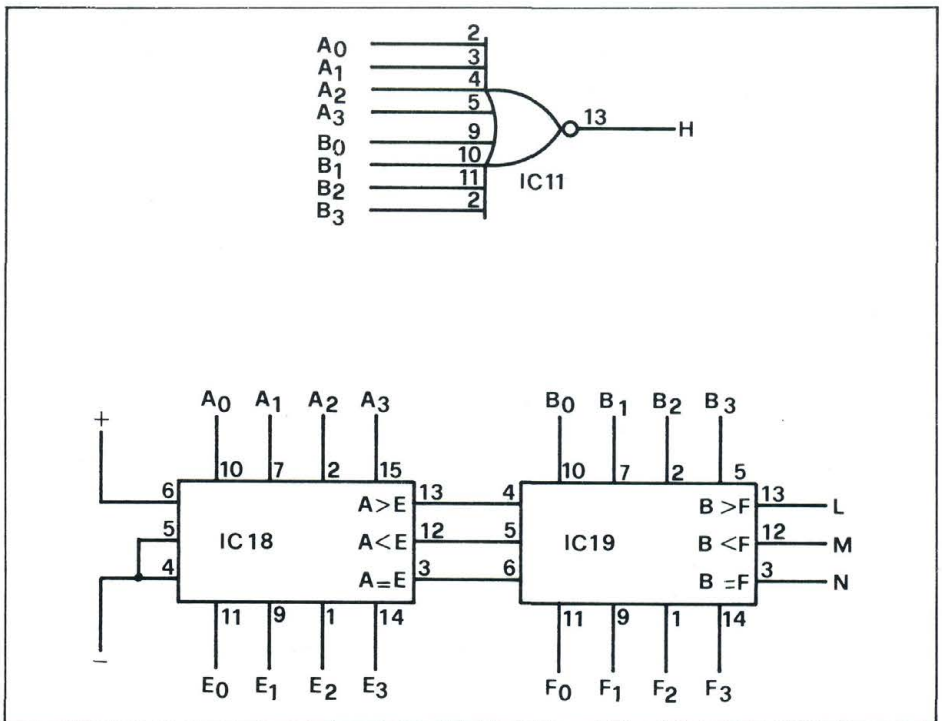 A0 2
A1 3
A2 4
A3 5
B0 9
B1 10
B2 11
B3 2
13 H
IC11
A0 A1 A2 A3
B0 B1 B2 B3
+
10 7 2 15
10 7 2 5
6
A>E 13 4
B >F 13 L
5
IC18
A<E 12 5
IC19
B <F 12 M
4
A=E 3 6
B =F 3 N
–
11 9 1 14
11 9 1 14
E0 E1 E2 E3
F0 F1 F2 F3